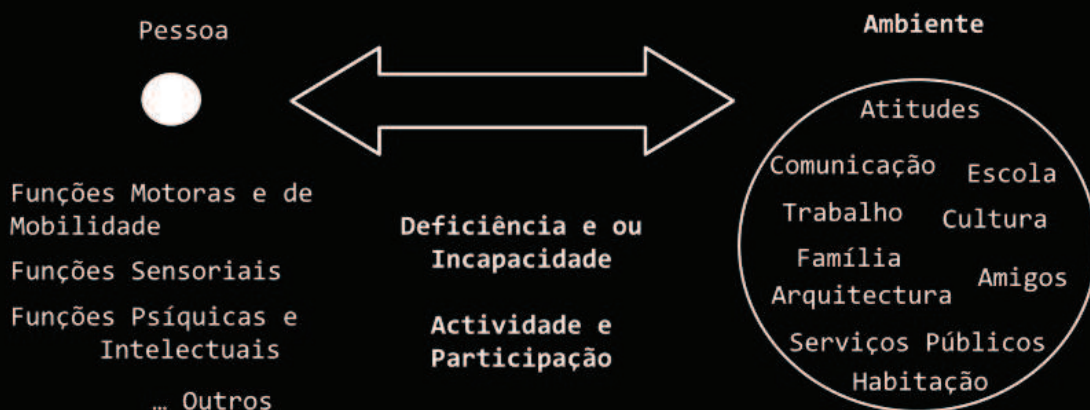 Pessoa
Funções Motoras e de
Mobilidade
Funções Sensoriais
Funções Psíquicas e
Intelectuais
… Outros
Deficiência e ou
Incapacidade
Actividade e
Participação
Ambiente
Atitudes
Comunicação
Escola
Trabalho
Cultura
Família
Amigos
Arquitectura
Serviços Públicos
Habitação